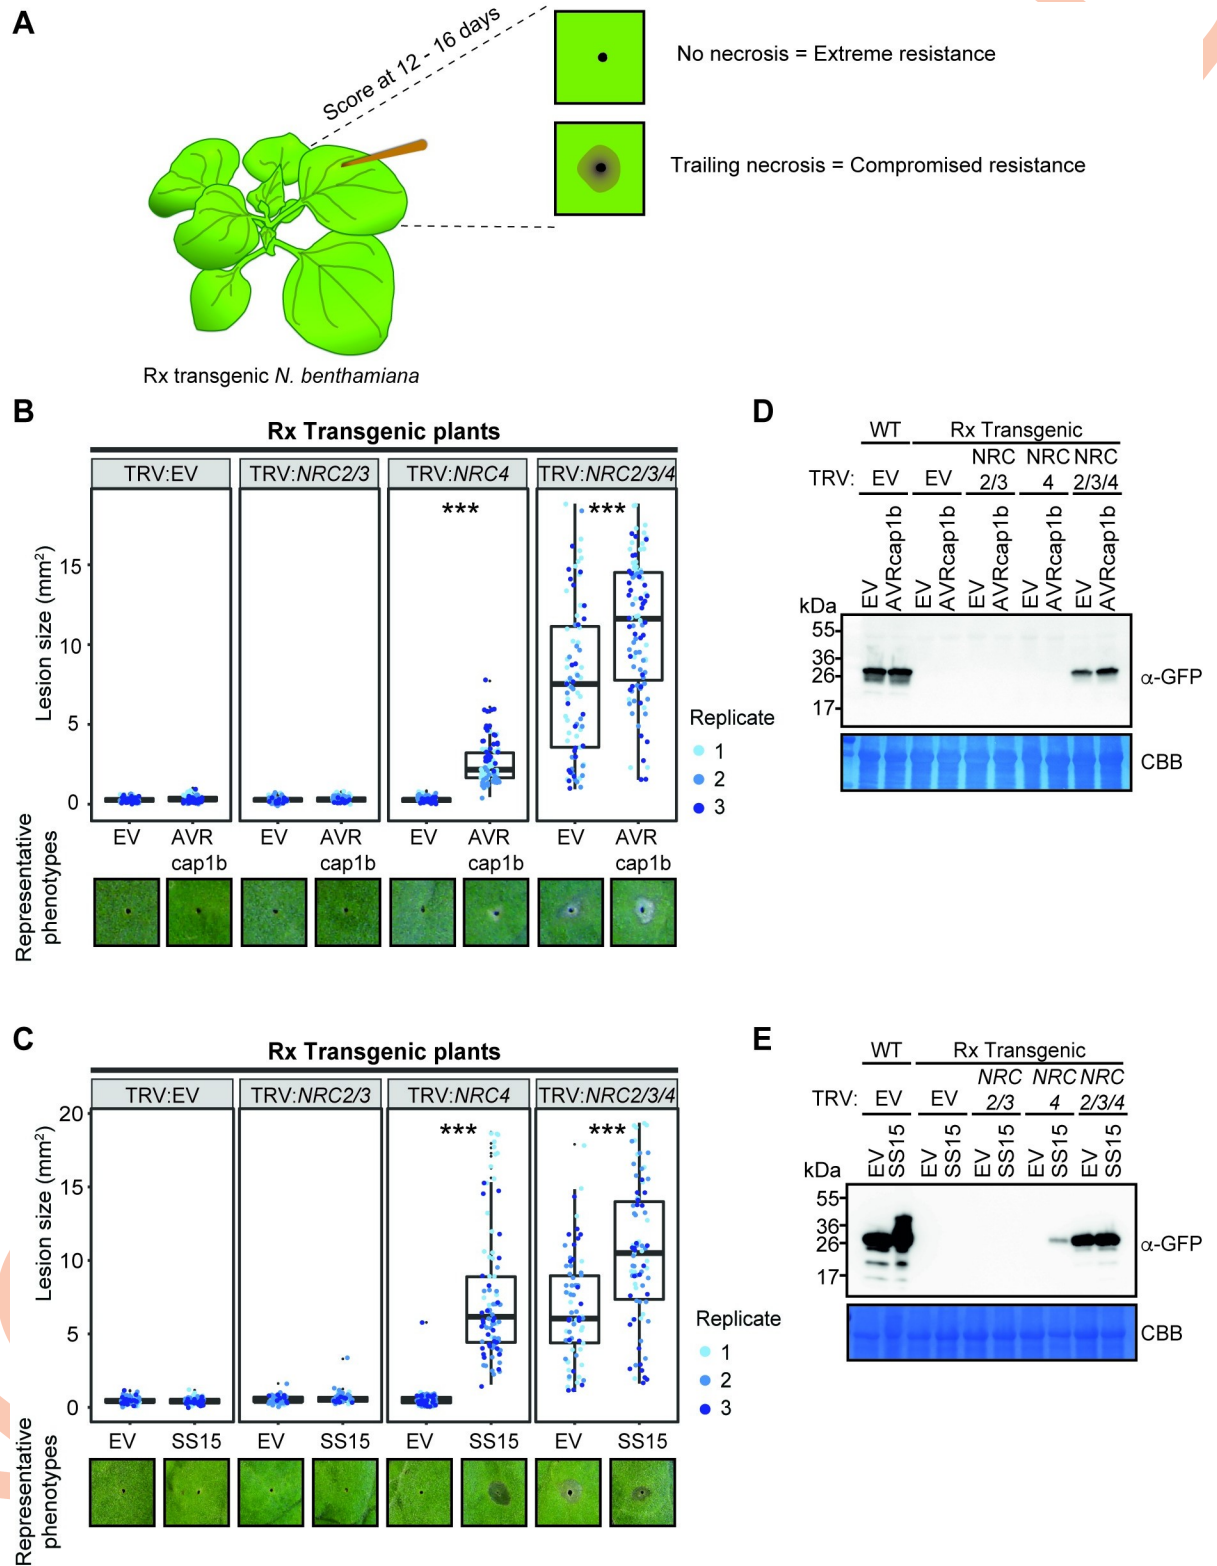 A
Score at 12 - 16 days
No necrosis = Extreme resistance
Trailing necrosis = Compromised resistance
Rx transgenic N. benthamiana
B
Rx Transgenic plants
TRV:EV TRV:NRC2/3 TRV:NRC4 TRV:NRC2/3/4
*** ***
Lesion size (mm²)
15
10
5
0
EV AVR cap1b EV AVR cap1b EV AVR cap1b EV AVR cap1b
Replicate
1
2
3
Representative
phenotypes
D
WT Rx Transgenic
TRV: EV EV NRC 2/3 NRC 4 NRC 2/3/4
EV AVRcap1b EV AVRcap1b EV AVRcap1b EV AVRcap1b EV AVRcap1b
kDa
55
36
26
17
α-GFP
CBB
C
Rx Transgenic plants
TRV:EV TRV:NRC2/3 TRV:NRC4 TRV:NRC2/3/4
*** ***
Lesion size (mm²)
20
15
10
5
0
EV SS15 EV SS15 EV SS15 EV SS15
Replicate
1
2
3
Representative
phenotypes
E
WT Rx Transgenic
TRV: EV EV NRC 2/3 NRC 4 NRC 2/3/4
EV SS15 EV SS15 EV SS15 EV SS15 EV SS15
kDa
55
36
26
17
α-GFP
CBB